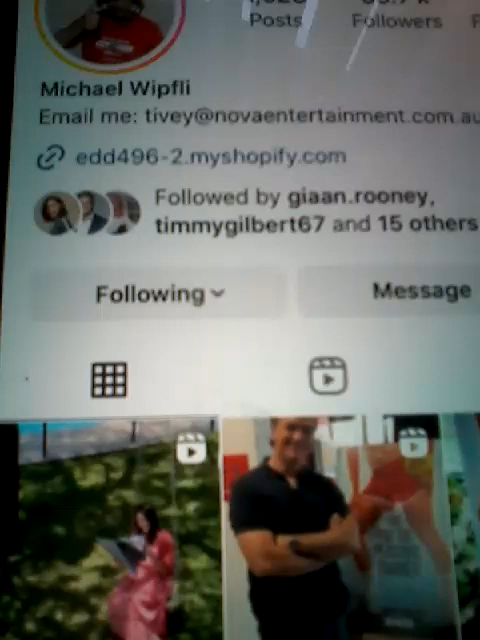 Posts Followers
Michael Wipfli
Email me: tivey@novaentertainment.com.au
edd496-2.myshopify.com
Followed by giaan.rooney,
timmygilbert67 and 15 others
Following
Message